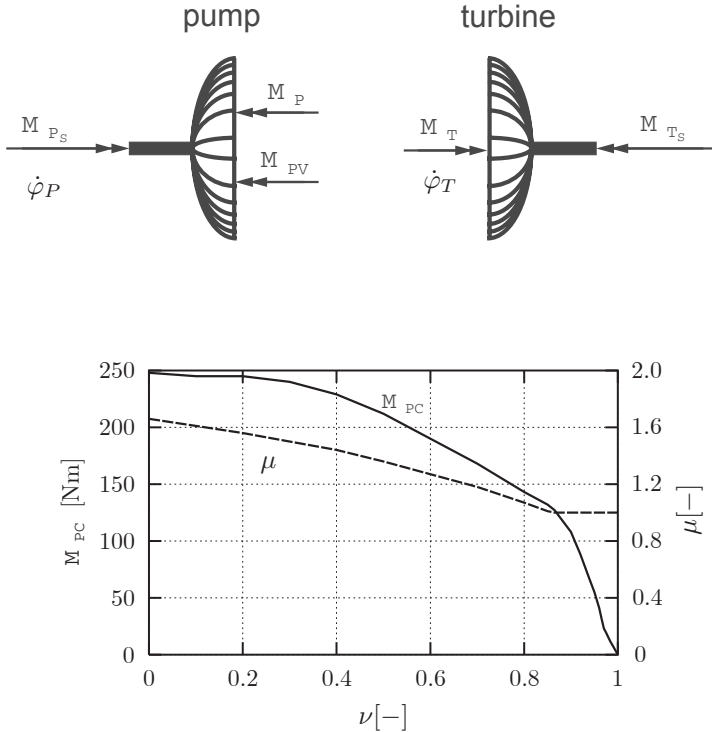 pump turbine
M P
M PS
M PV
M T
M TS
φ̇P
φ̇T
250
200
150
100
50
0
M PC [Nm]
M PC
μ
2.0
1.6
1.2
0.8
0.4
0
μ[−]
0 0.2 0.4 0.6 0.8 1
ν[−]